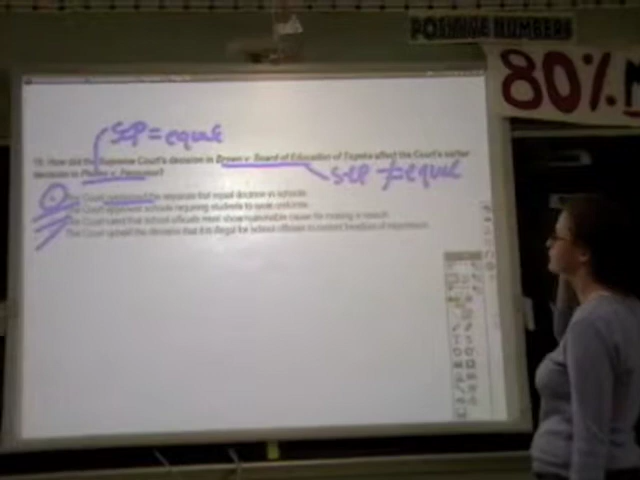 POSITIVE NUMBERS
80% M
sep = equal
How did the Supreme Court's decision in Brown v. Board of Education of Topeka affect the Court's earlier
decision in Plessy v. Ferguson?
sep ≠ equal
The Court overturned the separate but equal doctrine in schools.
The Court approved schools requiring students to wear uniforms.
The Court ruled that school officials must show reasonable cause for making a search.
The Court upheld the decision that it is illegal for school officials to restrict freedom of expression.